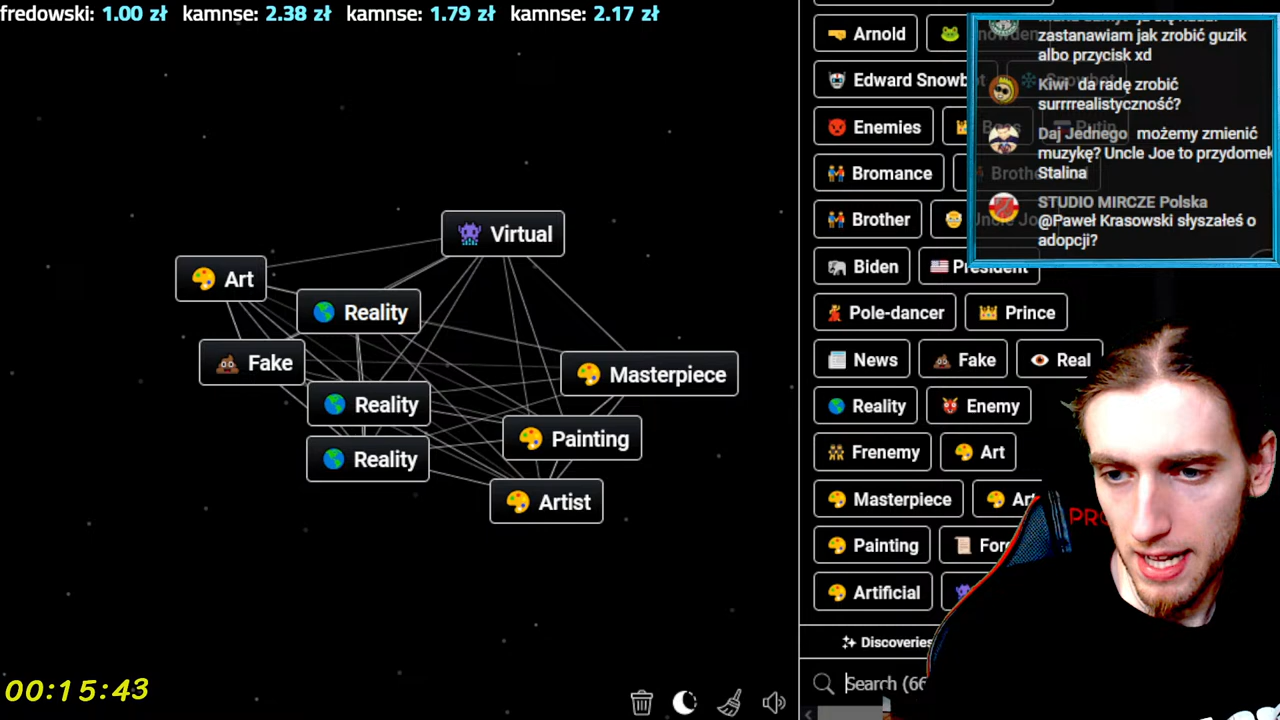 fredowski: 1.00 zł kamnse: 2.38 zł kamnse: 1.79 zł kamnse: 2.17 zł
Virtual
Art
Reality
Fake
Masterpiece
Reality
Painting
Reality
Artist
00:15:43
Arnold
Edward Snowbot
Enemies
Bromance
Brother
Biden President
Pole-dancer Prince
News Fake Real
Reality Enemy
Frenemy Art
Masterpiece
Painting
Artificial
Discoveries
Search (66
zastanawiam jak zrobić guzik
albo przycisk xd
Kiwi da radę zrobić
surrrrealistyczność?
Daj Jednego możemy zmienić
muzykę? Uncle Joe to przydomek
Stalina
STUDIO MIRCZE Polska
@Paweł Krasowski słyszałeś o
adopcji?